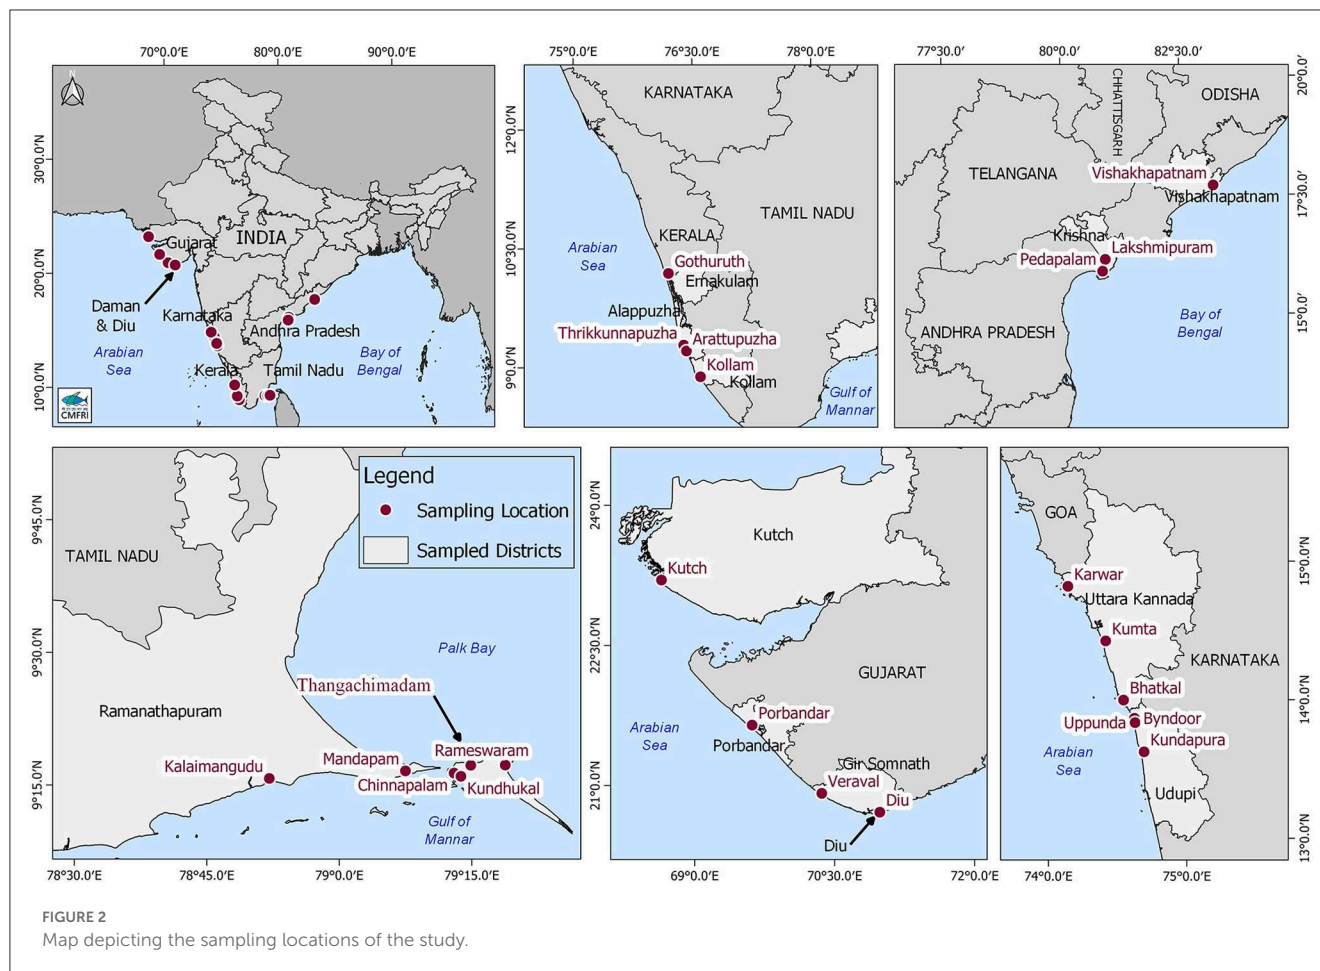 70°0.0'E 80°0.0'E 90°0.0'E
30°0.0'N
20°0.0'N
10°0.0'N
N
INDIA
Gujarat
Daman
& Diu
Karnataka
Andhra Pradesh
Arabian
Sea
Bay of
Bengal
Kerala
Tamil Nadu
CMFRI
75°0.0'E 76°30.0'E 78°0.0'E
12°0.0'N
10°30.0'N
9°0.0'N
KARNATAKA
TAMIL NADU
KERALA
Arabian
Sea
Gothuruth
Ernakulam
Alappuzha
Thrikkunnapuzha
Arattupuzha
Kollam
Kollam
Gulf of
Mannar
77°30.0' 80°0.0' 82°30.0'
20°0.0'
17°30.0'
15°0.0'
CHHATTISGARH
ODISHA
TELANGANA
Vishakhapatnam
Vishakhapatnam
Krishna
Lakshmipuram
Pedapalam
ANDHRA PRADESH
Bay of
Bengal
9°45.0'N
9°30.0'N
9°15.0'N
Legend
Sampling Location
Sampled Districts
TAMIL NADU
Palk Bay
Thangachimadam
Ramanathapuram
Rameswaram
Mandapam
Kalaimangudu
Chinnapalam
Kundhukal
Gulf of
Mannar
78°30.0'E 78°45.0'E 79°0.0'E 79°15.0'E
24°0.0'N
22°30.0'N
21°0.0'N
Kutch
Kutch
GUJARAT
Arabian
Sea
Porbandar
Porbandar
Gir Somnath
Veraval
Diu
Diu
69°0.0'E 70°30.0'E 72°0.0'E
GOA
Karwar
Uttara Kannada
Kumta
KARNATAKA
Bhatkal
Uppunda
Byndoor
Kundapura
Arabian
Sea
Udupi
15°0.0'N
14°0.0'N
13°0.0'N
74°0.0'E 75°0.0'E
FIGURE 2
Map depicting the sampling locations of the study.